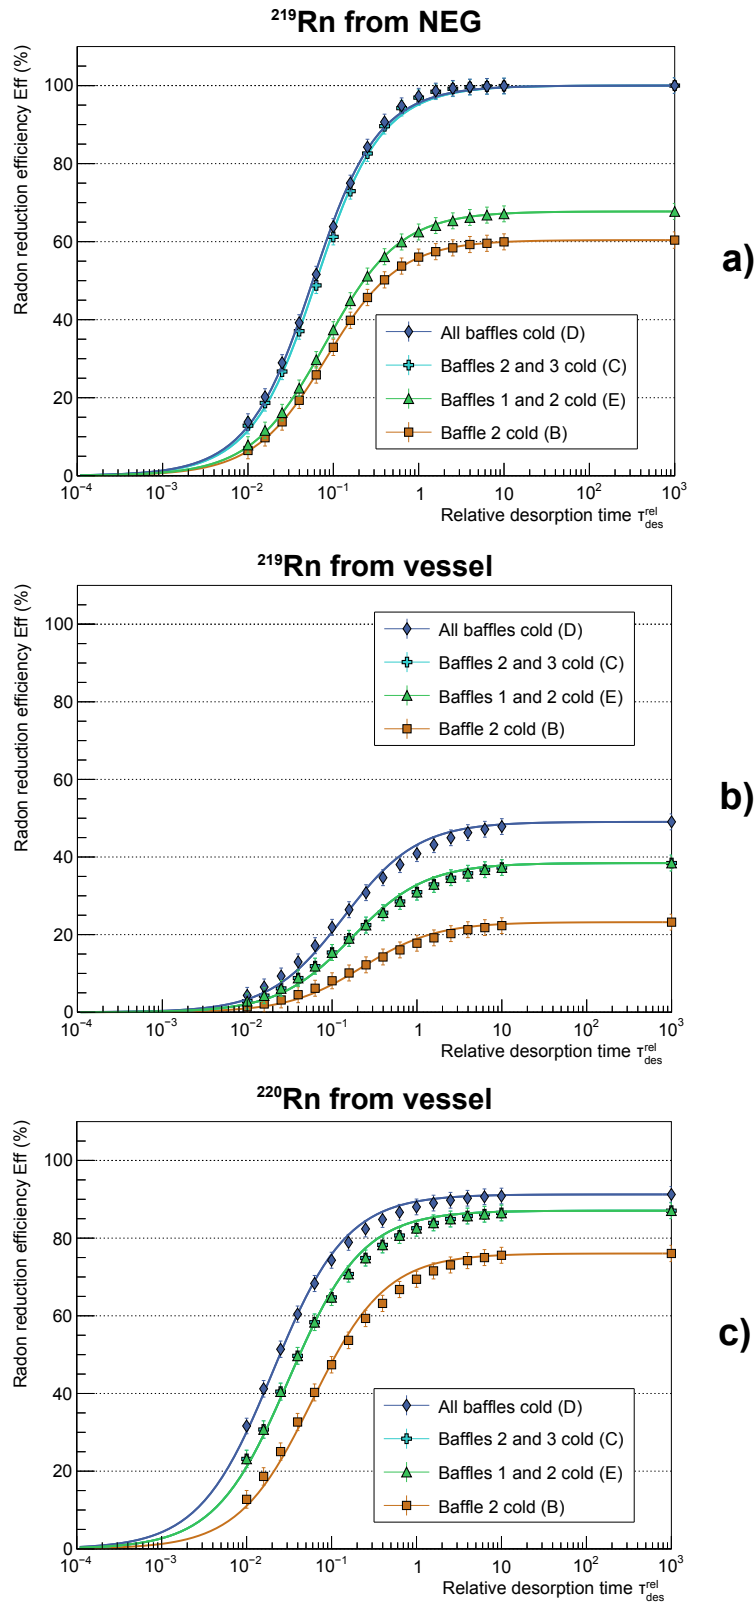 ²¹⁹Rn from NEG
Radon reduction efficiency Eff (%)
100
80
60
40
20
0
All baffles cold (D)
Baffles 2 and 3 cold (C)
Baffles 1 and 2 cold (E)
Baffle 2 cold (B)
10⁻⁴ 10⁻³ 10⁻² 10⁻¹ 1 10 10² 10³
Relative desorption time τ_des^rel
a)
²¹⁹Rn from vessel
Radon reduction efficiency Eff (%)
100
80
60
40
20
0
All baffles cold (D)
Baffles 2 and 3 cold (C)
Baffles 1 and 2 cold (E)
Baffle 2 cold (B)
10⁻⁴ 10⁻³ 10⁻² 10⁻¹ 1 10 10² 10³
Relative desorption time τ_des^rel
b)
²²⁰Rn from vessel
Radon reduction efficiency Eff (%)
100
80
60
40
20
0
All baffles cold (D)
Baffles 2 and 3 cold (C)
Baffles 1 and 2 cold (E)
Baffle 2 cold (B)
10⁻⁴ 10⁻³ 10⁻² 10⁻¹ 1 10 10² 10³
Relative desorption time τ_des^rel
c)